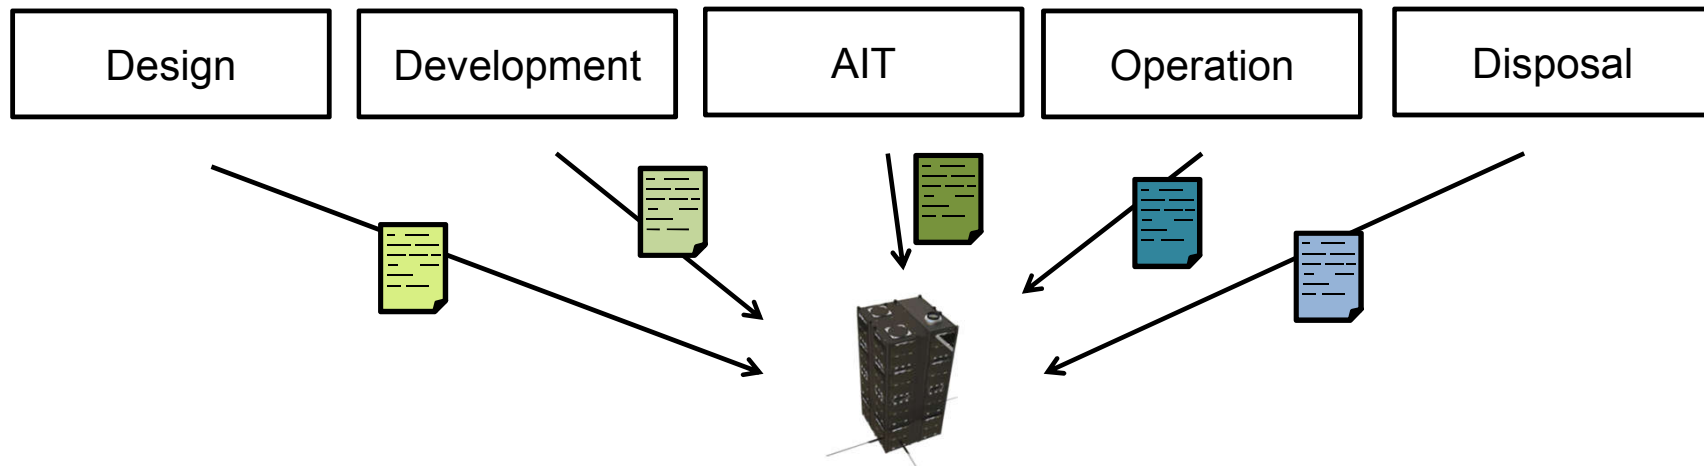 Design
Development
AIT
Operation
Disposal